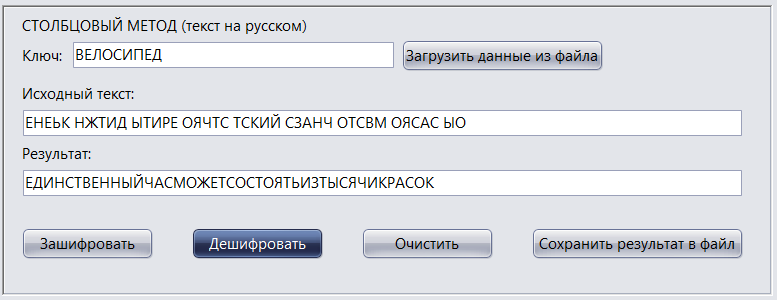 СТОЛБЦОВЫЙ МЕТОД (текст на русском)
Ключ: ВЕЛОСИПЕД Загрузить данные из файла
Исходный текст:
ЕНЕЬК НЖТИД ЫТИРЕ ОЯЧТС ТСКИЙ СЗАНЧ ОТСВМ ОЯСАС ЫО
Результат:
ЕДИНСТВЕННЫЙЧАСМОЖЕТСОСТОЯТЬИЗТЫСЯЧИКРАСОК
Зашифровать Дешифровать Очистить Сохранить результат в файл